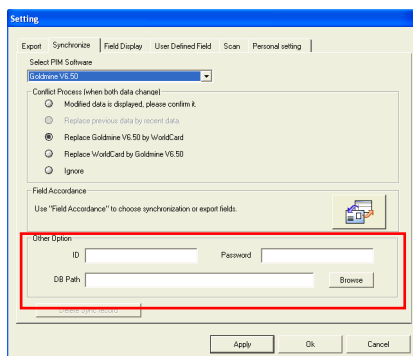 Setting
Export Synchronize Field Display User Defined Field Scan Personal setting
Select PIM Software
Goldmine V6.50
Conflict Process (when both data change)
Modified data is displayed, please confirm it.
Replace previous data by recent data
Replace Goldmine V6.50 by WorldCard
Replace WorldCard by Goldmine V6.50
Ignore
Field Accordance
Use "Field Accordance" to choose synchronization or export fields.
Other Option
ID Password
DB Path Browse
Delete Sync record
Apply Ok Cancel